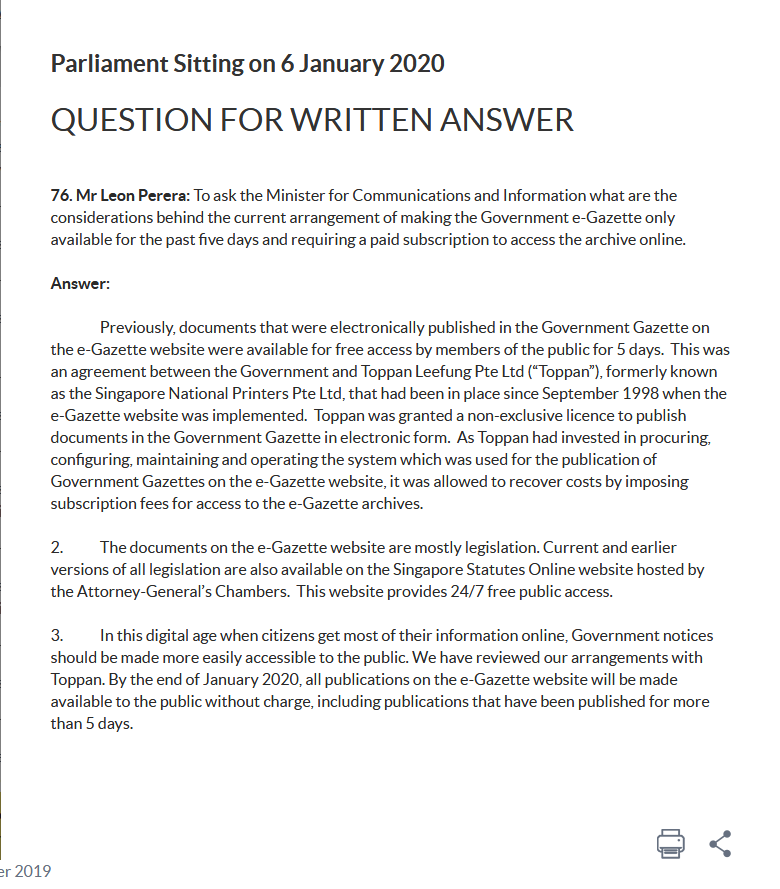 Parliament Sitting on 6 January 2020
QUESTION FOR WRITTEN ANSWER
76. Mr Leon Perera: To ask the Minister for Communications and Information what are the
considerations behind the current arrangement of making the Government e-Gazette only
available for the past five days and requiring a paid subscription to access the archive online.
Answer:
Previously, documents that were electronically published in the Government Gazette on
the e-Gazette website were available for free access by members of the public for 5 days.  This was
an agreement between the Government and Toppan Leefung Pte Ltd (“Toppan”), formerly known
as the Singapore National Printers Pte Ltd, that had been in place since September 1998 when the
e-Gazette website was implemented.  Toppan was granted a non-exclusive licence to publish
documents in the Government Gazette in electronic form.  As Toppan had invested in procuring,
configuring, maintaining and operating the system which was used for the publication of
Government Gazettes on the e-Gazette website, it was allowed to recover costs by imposing
subscription fees for access to the e-Gazette archives.
2. The documents on the e-Gazette website are mostly legislation. Current and earlier
versions of all legislation are also available on the Singapore Statutes Online website hosted by
the Attorney-General’s Chambers.  This website provides 24/7 free public access.
3. In this digital age when citizens get most of their information online, Government notices
should be made more easily accessible to the public. We have reviewed our arrangements with
Toppan. By the end of January 2020, all publications on the e-Gazette website will be made
available to the public without charge, including publications that have been published for more
than 5 days.
er 2019